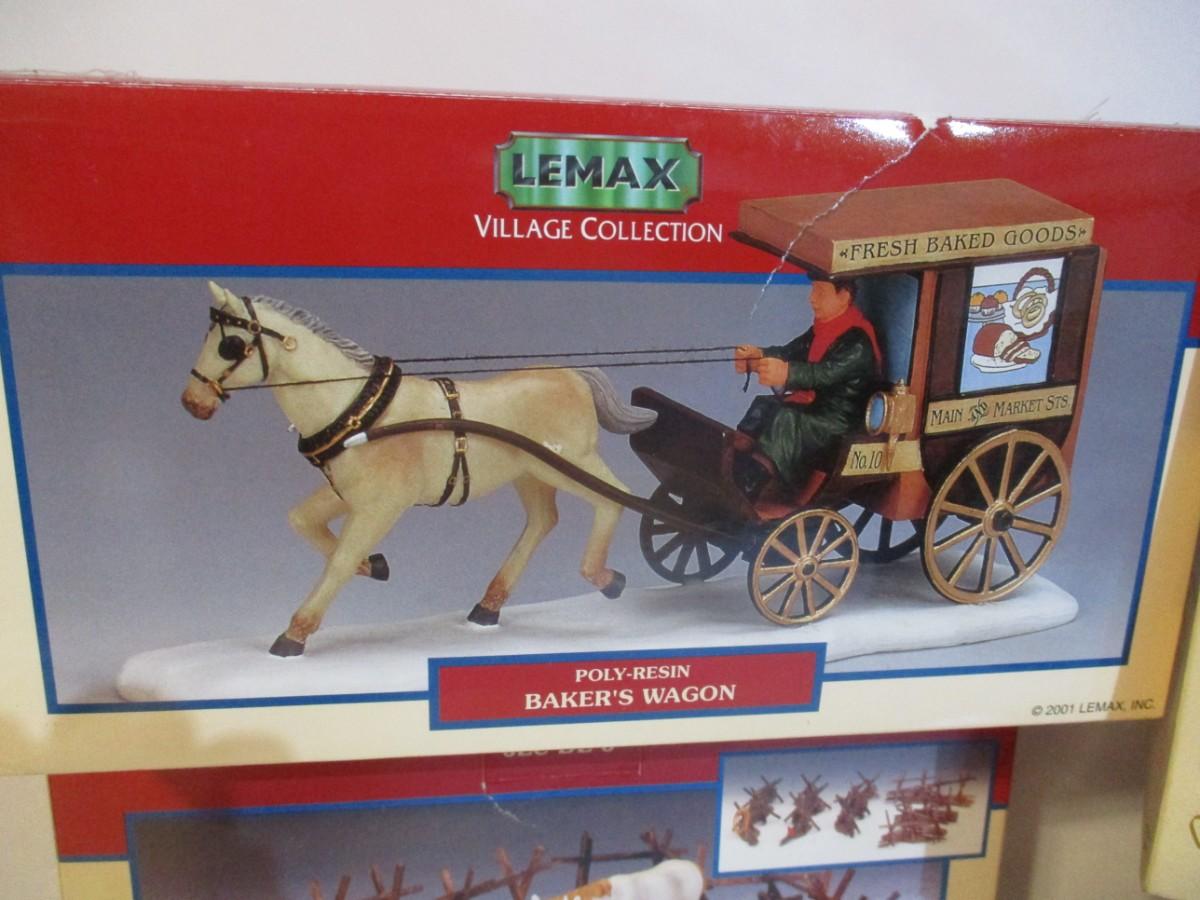 LEMAX
VILLAGE COLLECTION
FRESH BAKED GOODS
MAIN & MARKET STS.
No.10
POLY-RESIN
BAKER'S WAGON
© 2001 LEMAX, INC.